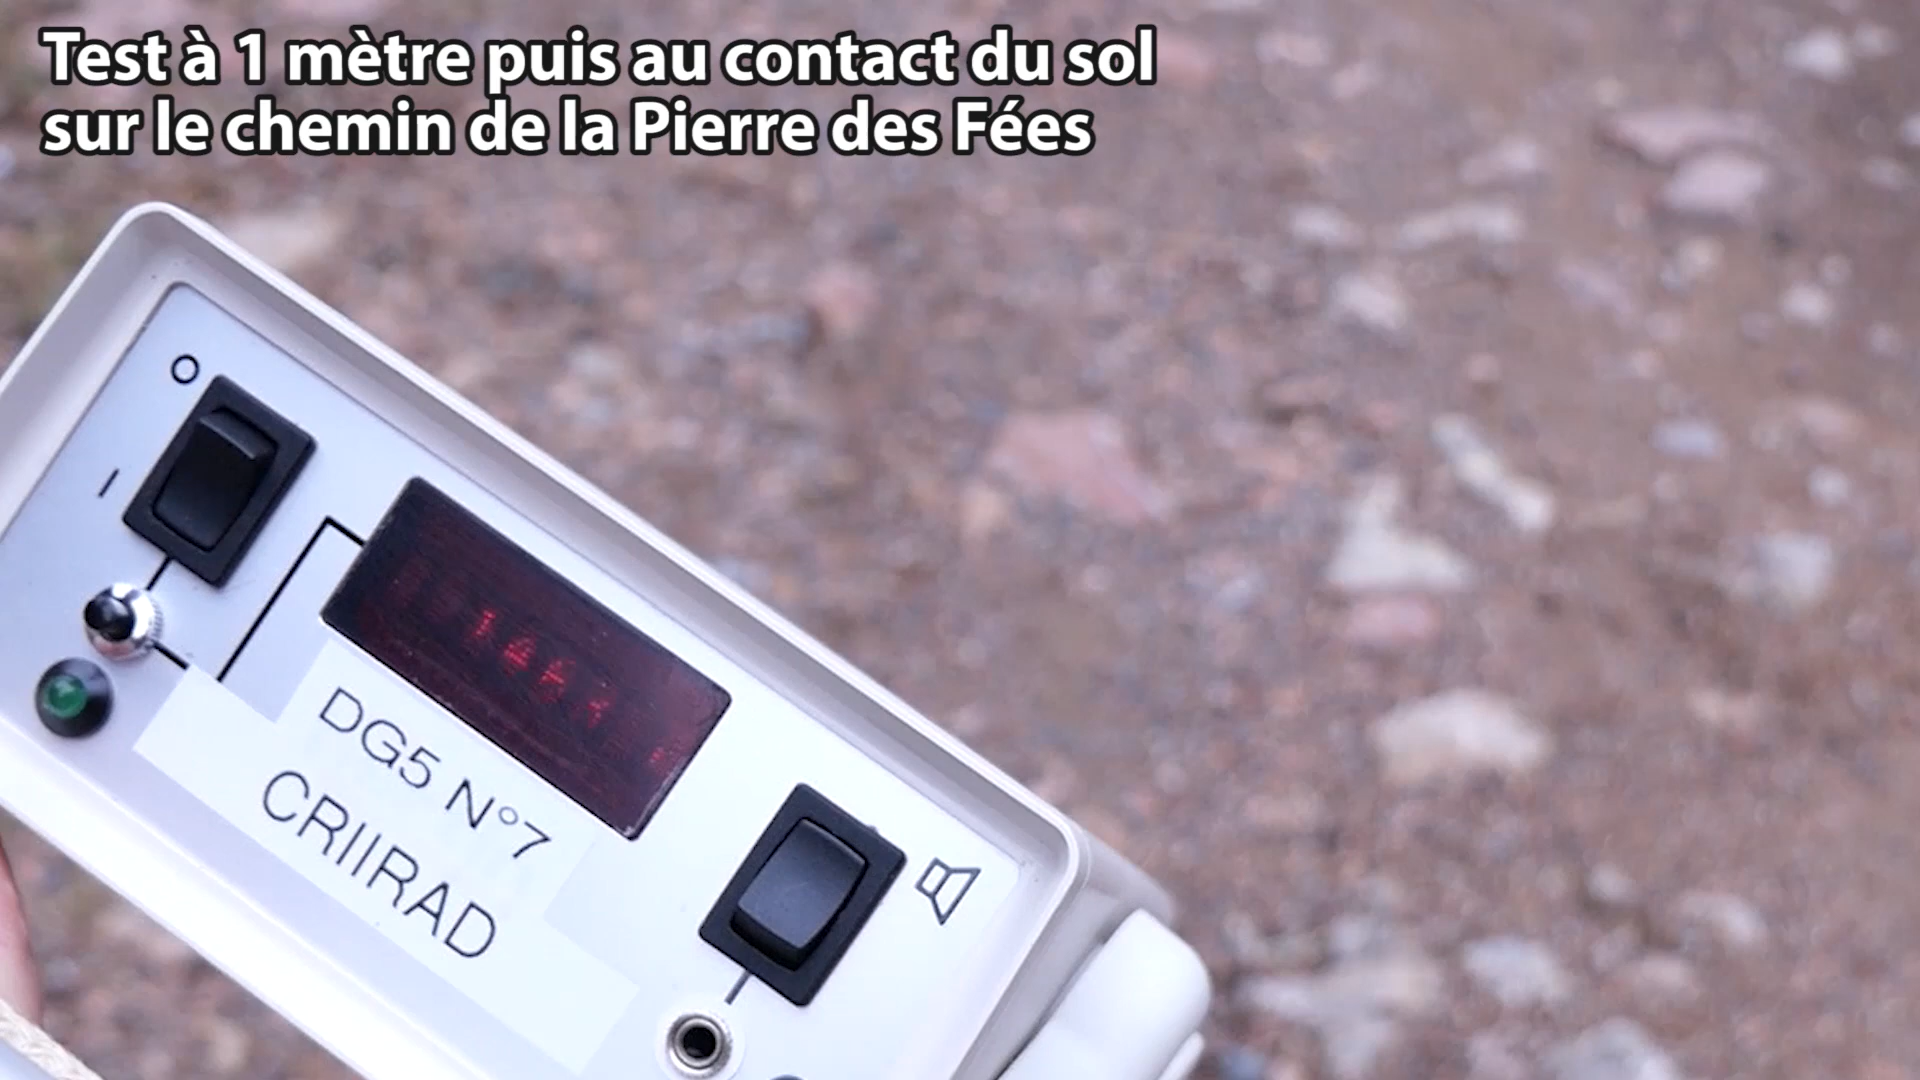 Test à 1 mètre puis au contact du sol
sur le chemin de la Pierre des Fées
O
I
DG5 N°7
CRIIRAD